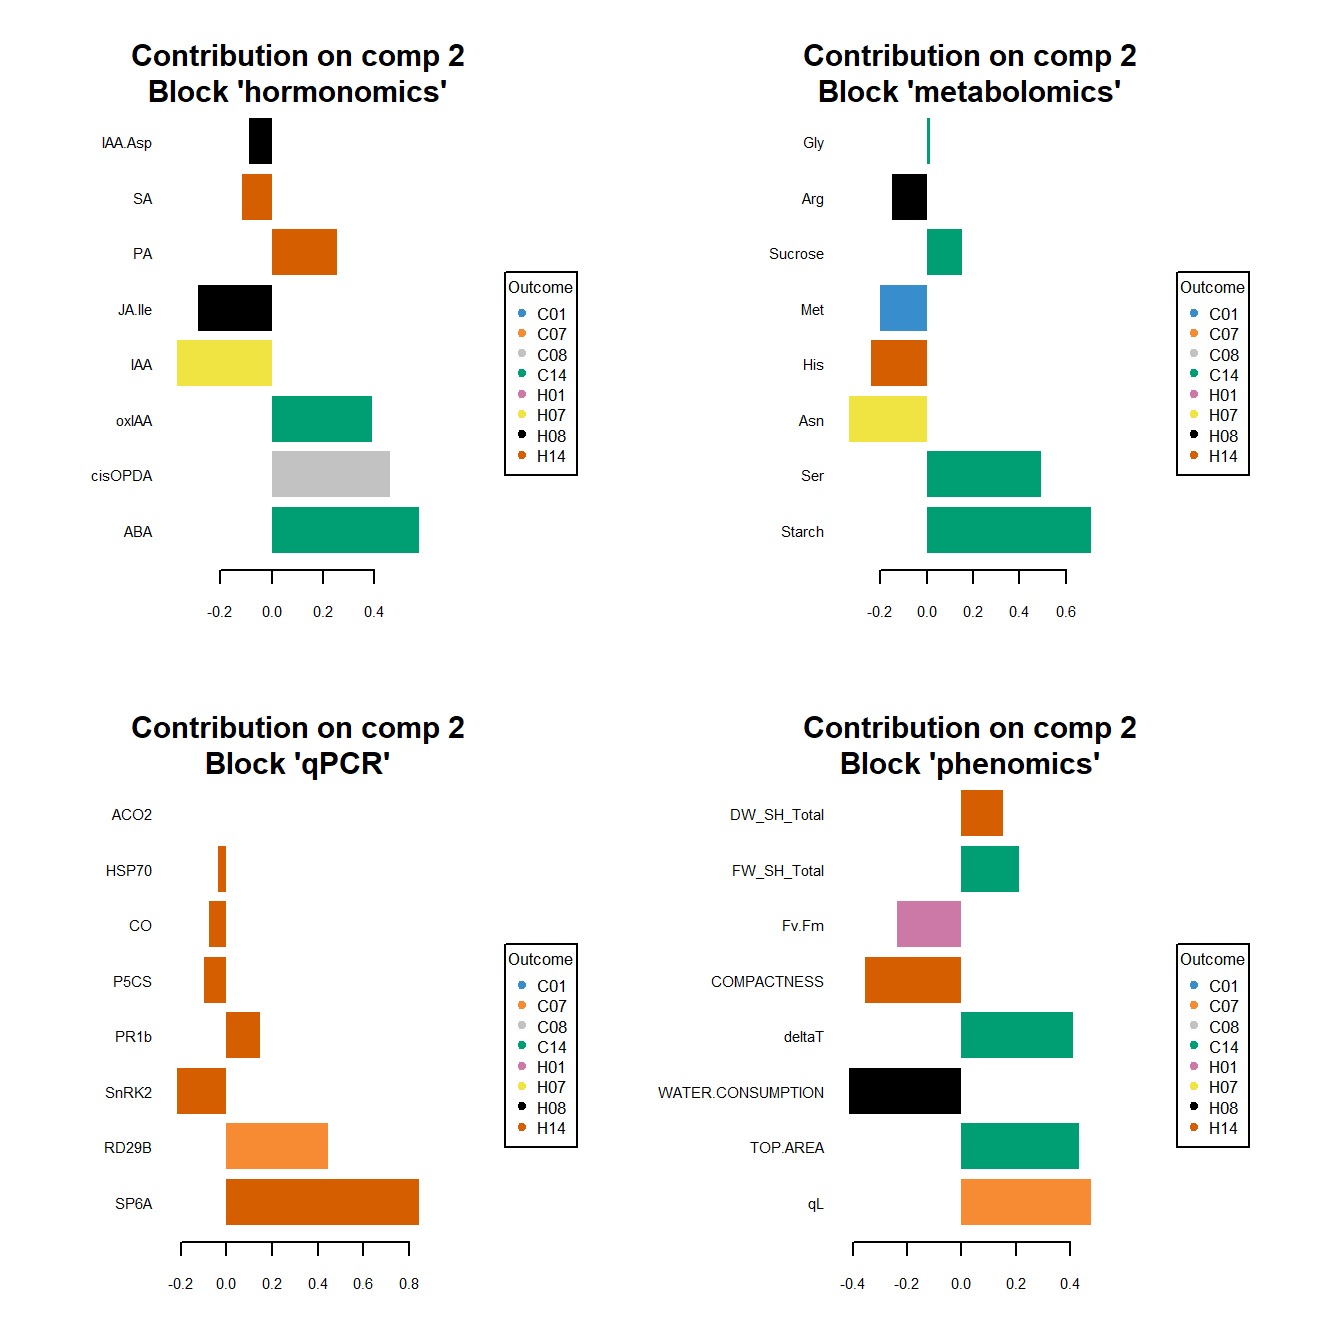 Contribution on comp 2
Block 'hormonomics'
IAA.Asp
SA
PA
JA.Ile
IAA
oxIAA
cisOPDA
ABA
-0.2 0.0 0.2 0.4
Outcome
C01
C07
C08
C14
H01
H07
H08
H14
Contribution on comp 2
Block 'metabolomics'
Gly
Arg
Sucrose
Met
His
Asn
Ser
Starch
-0.2 0.0 0.2 0.4 0.6
Outcome
C01
C07
C08
C14
H01
H07
H08
H14
Contribution on comp 2
Block 'qPCR'
ACO2
HSP70
CO
P5CS
PR1b
SnRK2
RD29B
SP6A
-0.2 0.0 0.2 0.4 0.6 0.8
Outcome
C01
C07
C08
C14
H01
H07
H08
H14
Contribution on comp 2
Block 'phenomics'
DW_SH_Total
FW_SH_Total
Fv.Fm
COMPACTNESS
deltaT
WATER.CONSUMPTION
TOP.AREA
qL
-0.4 -0.2 0.0 0.2 0.4
Outcome
C01
C07
C08
C14
H01
H07
H08
H14